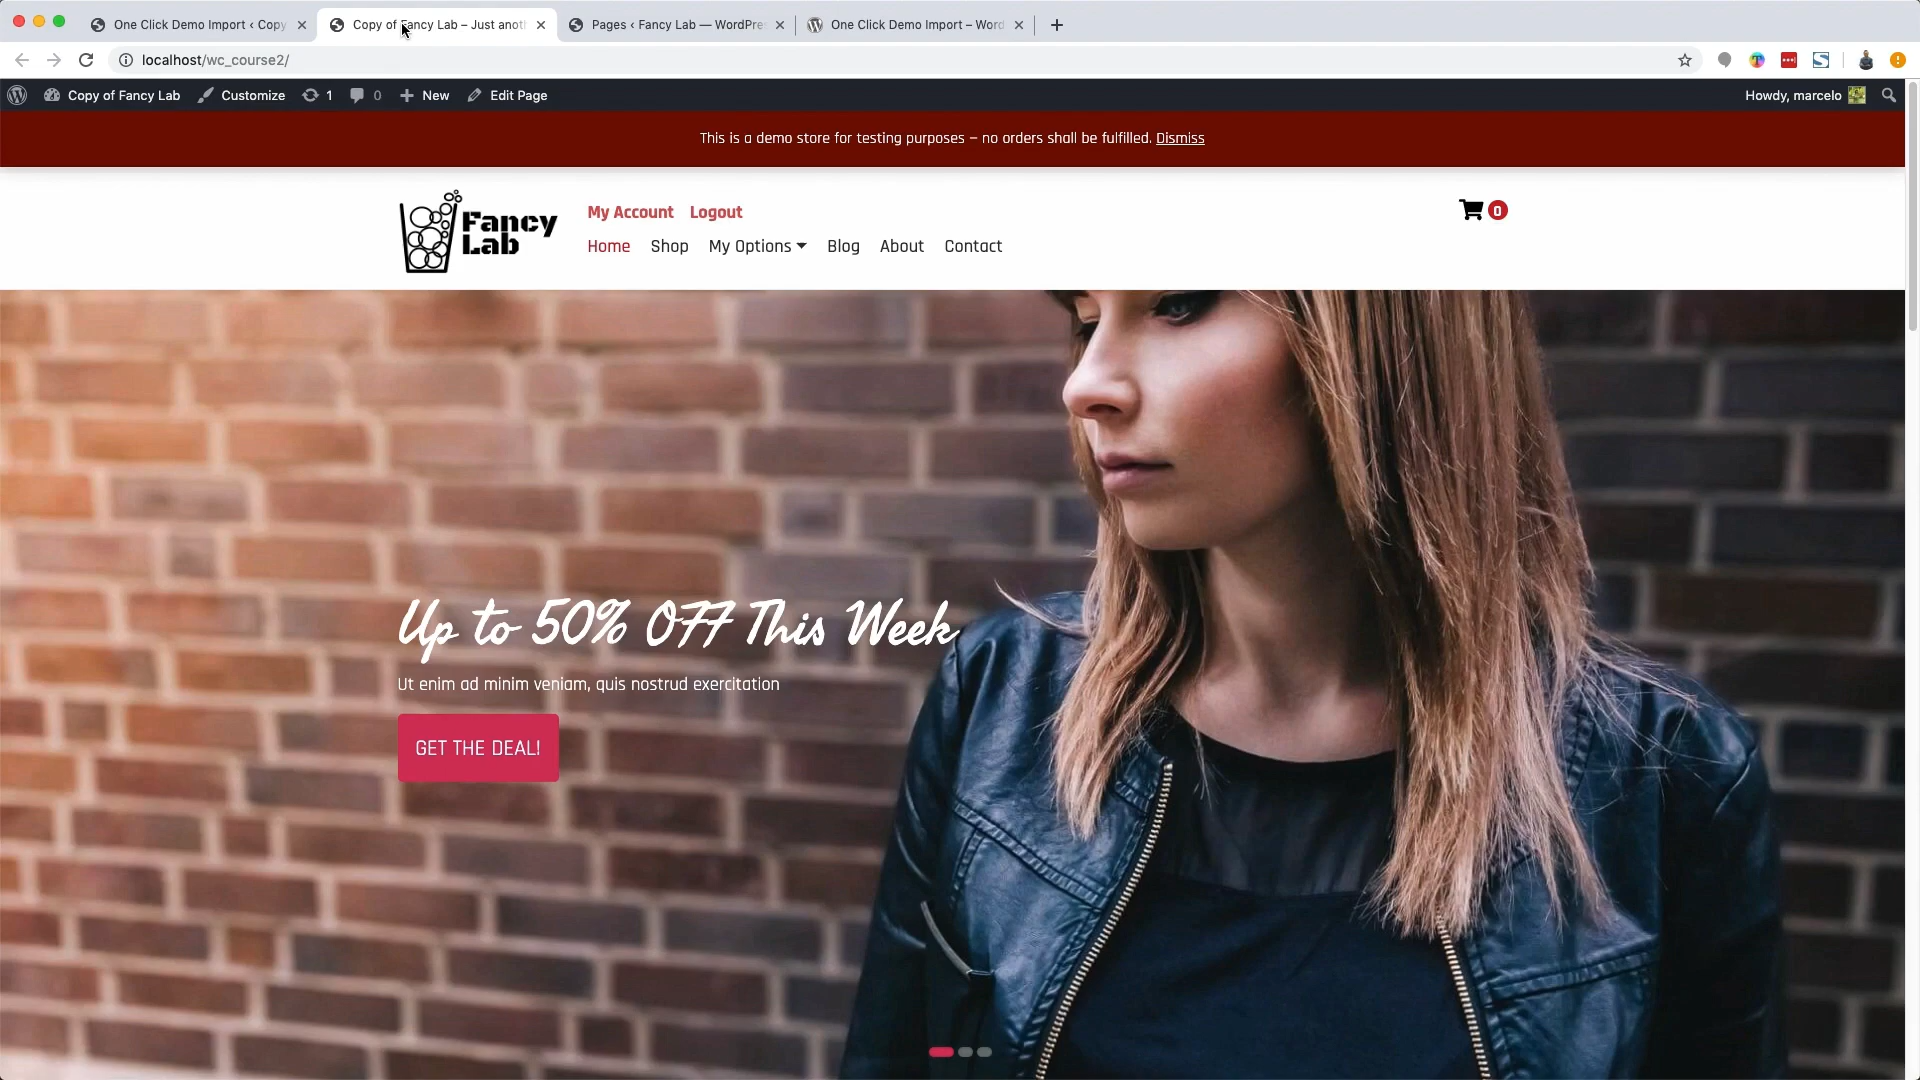 One Click Demo Import ‹ Copy
Copy of Fancy Lab – Just anot
Pages ‹ Fancy Lab — WordPre
One Click Demo Import – Word
localhost/wc_course2/
Copy of Fancy Lab
Customize
1
0
New
Edit Page
Howdy, marcelo
This is a demo store for testing purposes – no orders shall be fulfilled. Dismiss
Fancy
Lab
My Account
Logout
0
Home
Shop
My Options
Blog
About
Contact
Up to 50% OFF This Week
Ut enim ad minim veniam, quis nostrud exercitation
GET THE DEAL!